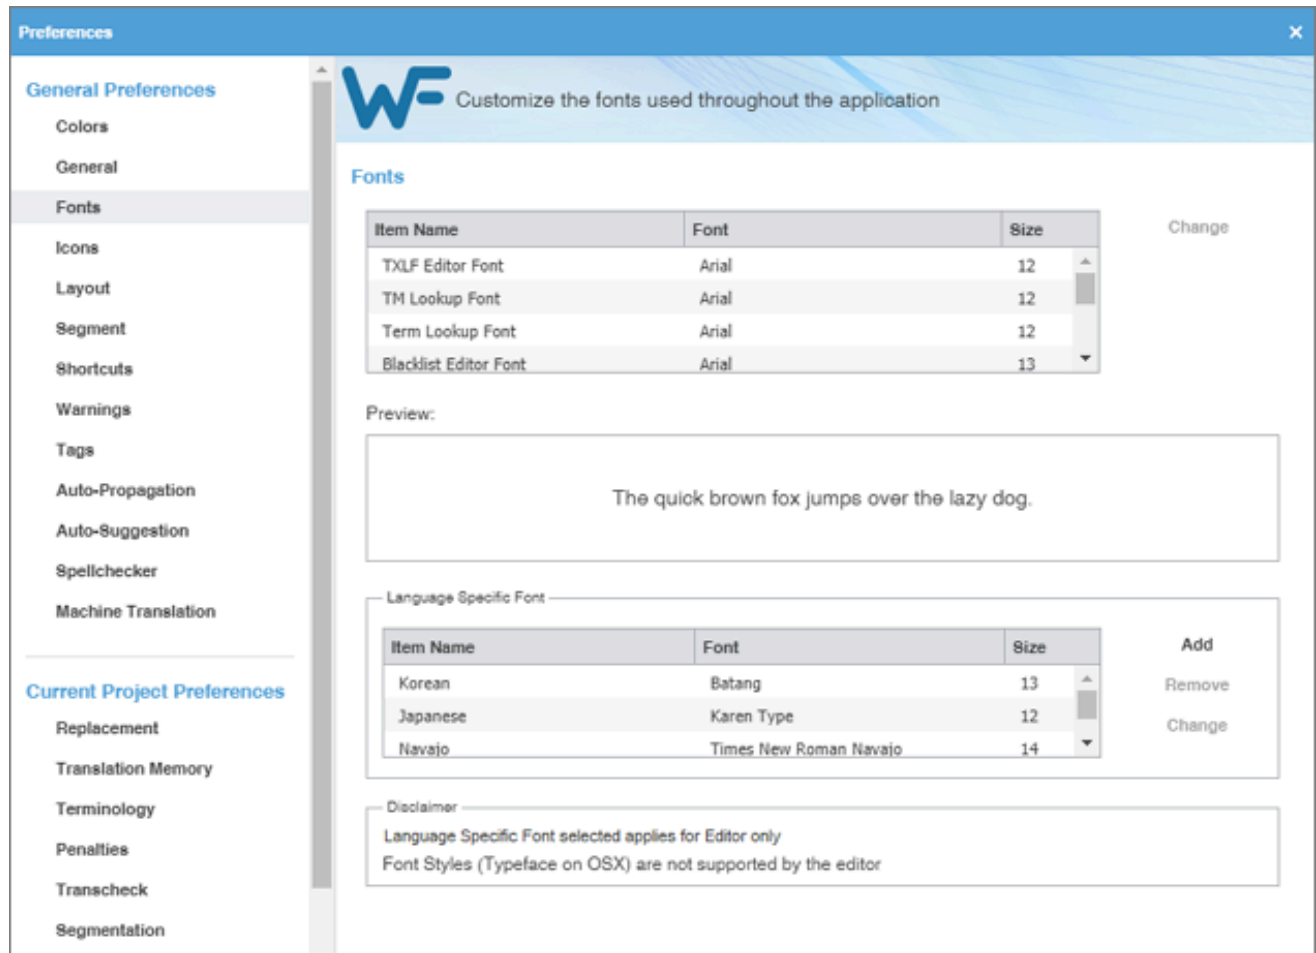 Preferences
General Preferences
Colors
General
Fonts
Icons
Layout
Segment
Shortcuts
Warnings
Tags
Auto-Propagation
Auto-Suggestion
Spellchecker
Machine Translation
Current Project Preferences
Replacement
Translation Memory
Terminology
Penalties
Transcheck
Segmentation
WF Customize the fonts used throughout the application
Fonts
Item Name Font Size Change
TXLF Editor Font Arial 12
TM Lookup Font Arial 12
Term Lookup Font Arial 12
Blacklist Editor Font Arial 13
Preview:
The quick brown fox jumps over the lazy dog.
Language Specific Font
Item Name Font Size Add
Korean Batang 13 Remove
Japanese Karen Type 12 Change
Navajo Times New Roman Navajo 14
Disclaimer
Language Specific Font selected applies for Editor only
Font Styles (Typeface on OSX) are not supported by the editor